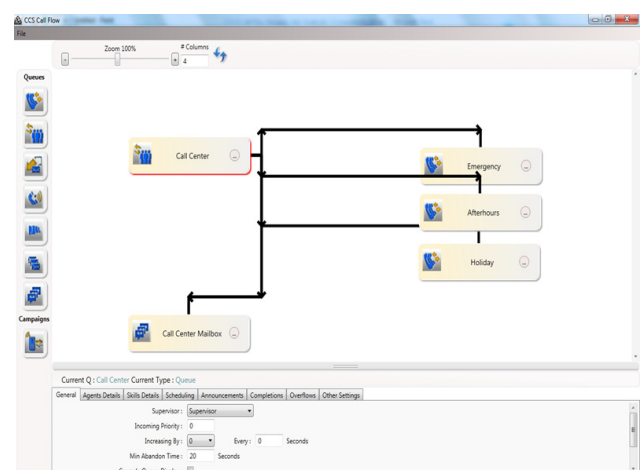 CCS Call Flow
File
Zoom 100%
# Columns
4
Queues
Call Center
Emergency
Afterhours
Holiday
Call Center Mailbox
Campaigns
Current Q : Call Center Current Type : Queue
General Agents Details Skills Details Scheduling Announcements Completions Overflows Other Settings
Supervisor : Supervisor
Incoming Priority : 0
Increasing By : 0 Every : 0 Seconds
Min Abandon Time : 20 Seconds